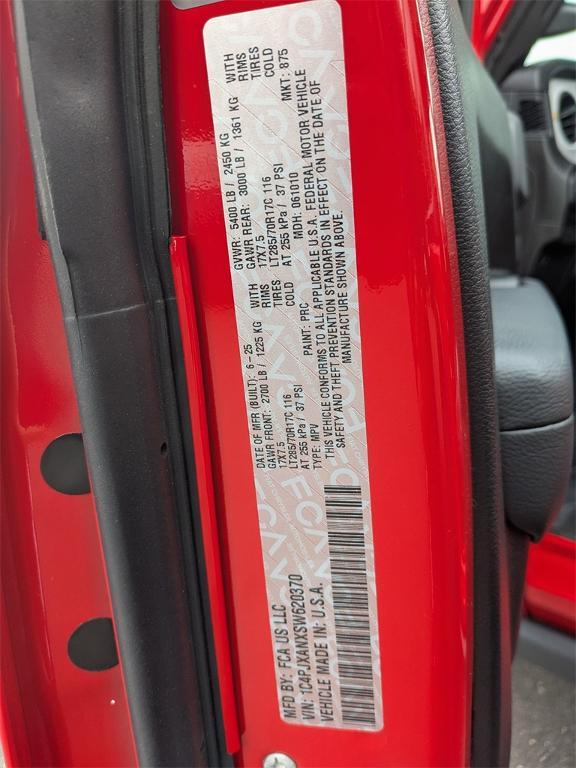 MFD BY: FCA US LLC
DATE OF MFR (BUILT): 6-25
GVWR: 5400 LB / 2450 KG
GAWR FRONT: 2700 LB / 1225 KG WITH
GAWR REAR: 3000 LB / 1361 KG WITH
17X7.5 RIMS
17X7.5 RIMS
LT285/70R17C 116 TIRES
LT285/70R17C 116 TIRES
AT 255 kPa / 37 PSI COLD
AT 255 kPa / 37 PSI COLD
VIN: 1C4PJXANXSW620370
TYPE: MPV
PAINT: PRC
MDH: 061010
MKT: 875
THIS VEHICLE CONFORMS TO ALL APPLICABLE U.S.A. FEDERAL MOTOR VEHICLE
SAFETY AND THEFT PREVENTION STANDARDS IN EFFECT ON THE DATE OF
MANUFACTURE SHOWN ABOVE.
VEHICLE MADE IN: U.S.A.